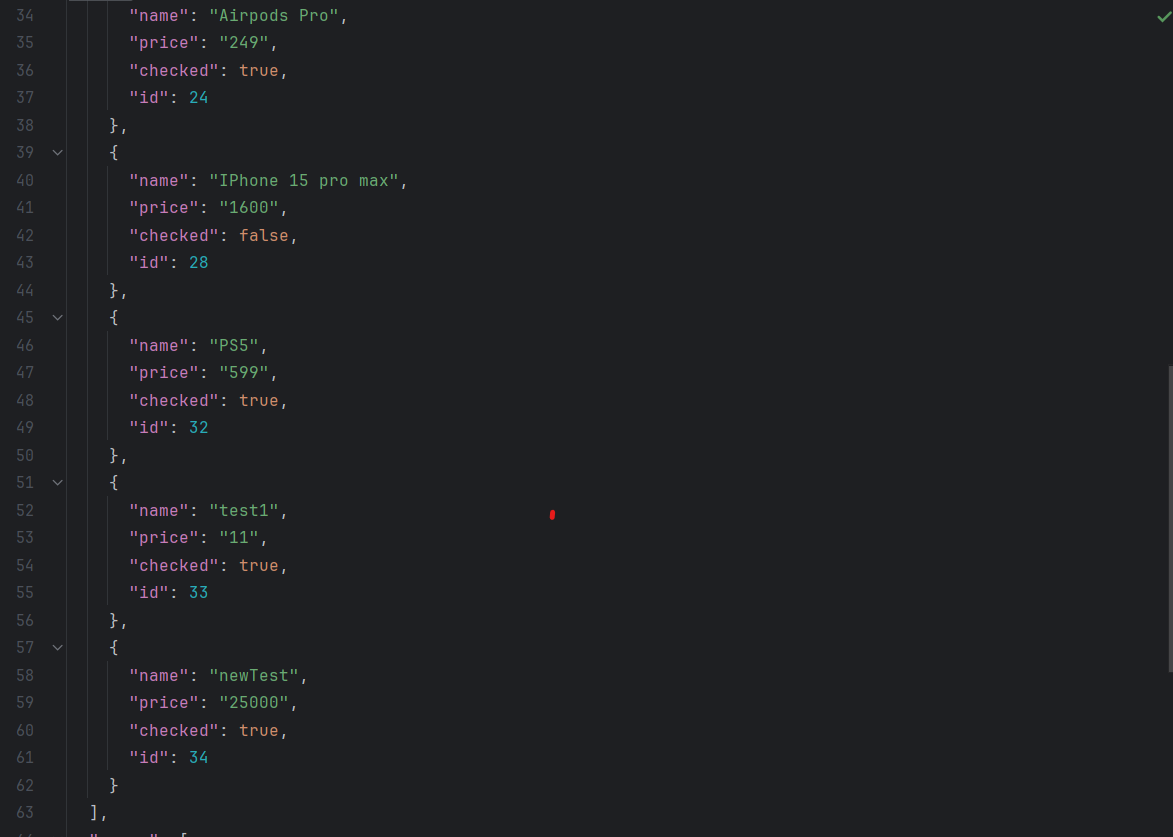 34 "name": "Airpods Pro",
35 "price": "249",
36 "checked": true,
37 "id": 24
38 },
39 {
40 "name": "IPhone 15 pro max",
41 "price": "1600",
42 "checked": false,
43 "id": 28
44 },
45 {
46 "name": "PS5",
47 "price": "599",
48 "checked": true,
49 "id": 32
50 },
51 {
52 "name": "test1",
53 "price": "11",
54 "checked": true,
55 "id": 33
56 },
57 {
58 "name": "newTest",
59 "price": "25000",
60 "checked": true,
61 "id": 34
62 }
63 ],